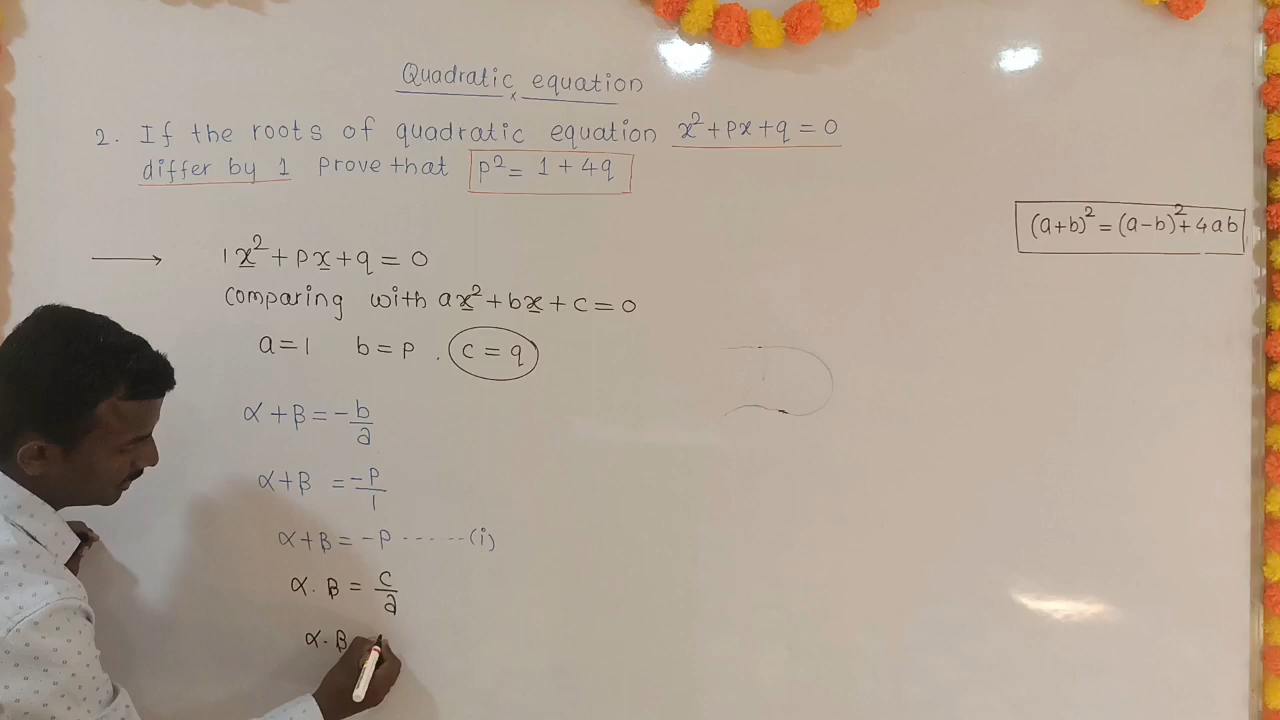 Quadratic equation
2. If the roots of quadratic equation x²+px+q = 0
differ by 1 prove that p² = 1 + 4q
(a+b)² = (a-b)² + 4ab
1x² + px + q = 0
comparing with ax² + bx + c = 0
a = 1 b = p . c = q
α + β = -b/a
α + β = -p/1
α + β = -p ······(i)
α . β = c/a
α . β